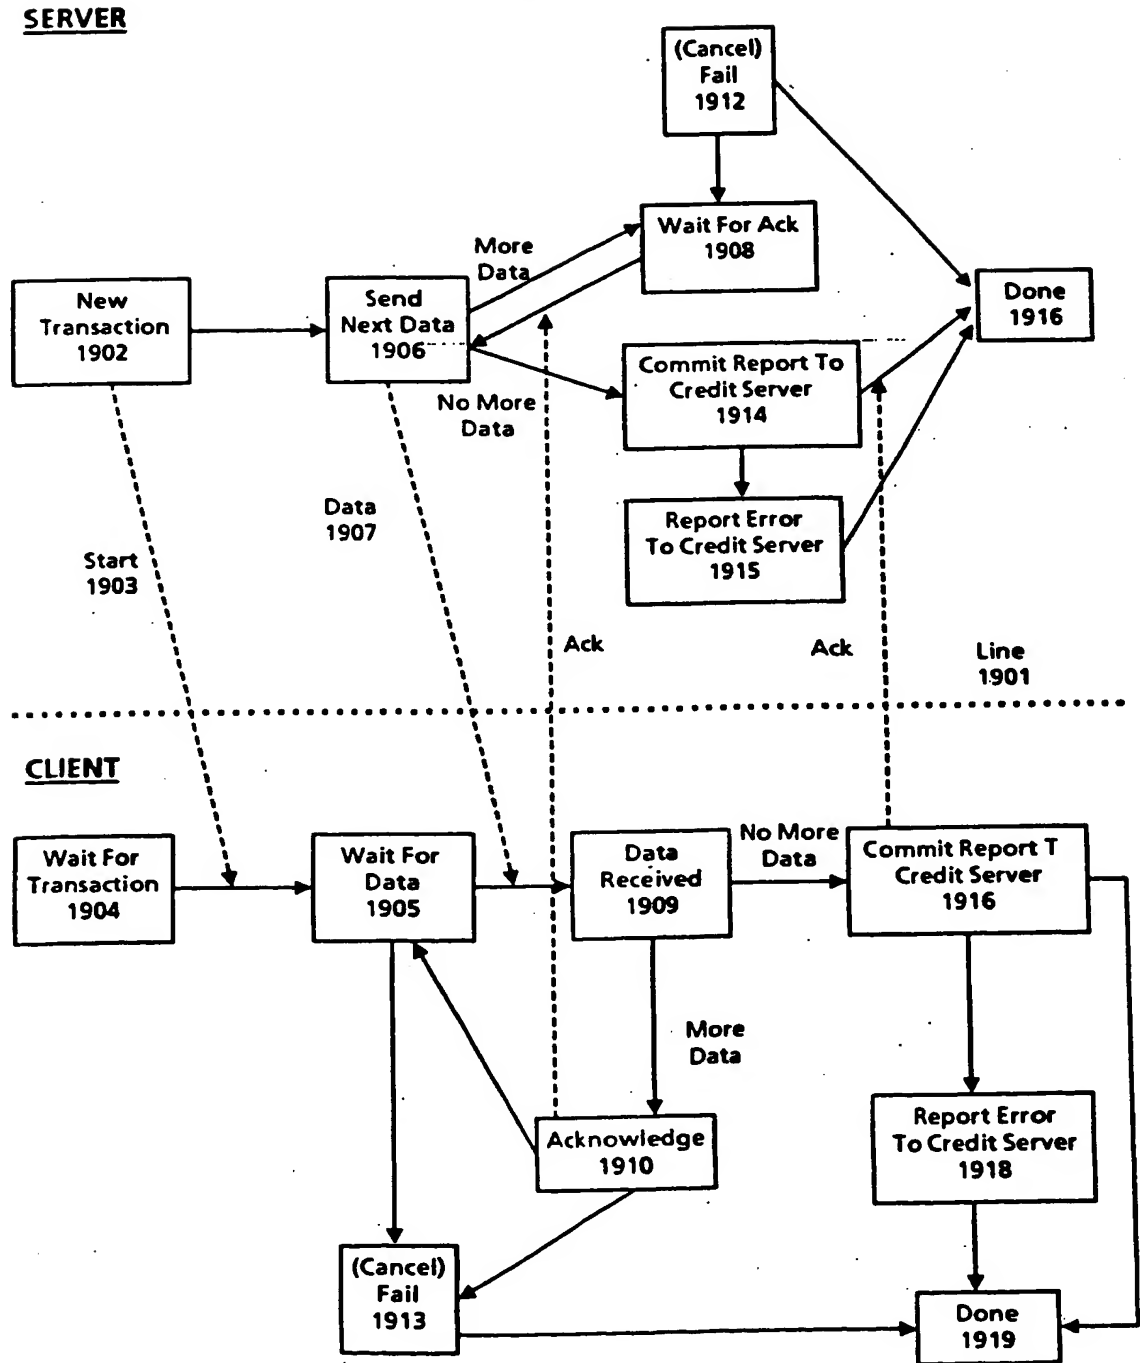 SERVER
(Cancel)
Fail
1912
Wait For Ack
1908
More
Data
New
Transaction
1902
Send
Next Data
1906
Done
1916
No More
Data
Commit Report To
Credit Server
1914
Report Error
To Credit Server
1915
Data
1907
Start
1903
Ack
Ack
Line
1901
CLIENT
Wait For
Transaction
1904
Wait For
Data
1905
Data
Received
1909
No More
Data
Commit Report T
Credit Server
1916
More
Data
Acknowledge
1910
Report Error
To Credit Server
1918
(Cancel)
Fail
1913
Done
1919